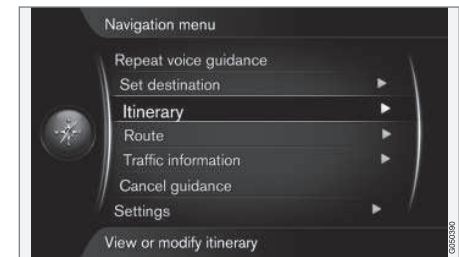 Navigation menu
Repeat voice guidance
Set destination
Itinerary
Route
Traffic information
Cancel guidance
Settings
View or modify itinerary
G050390